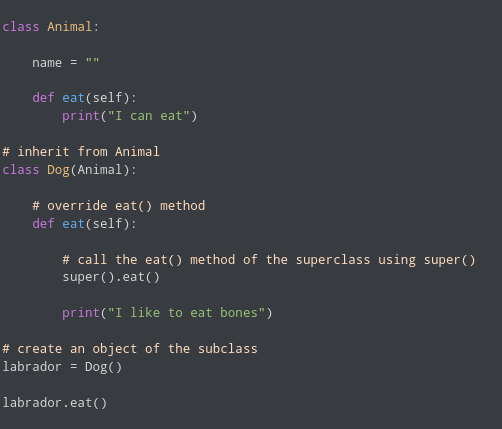 class Animal:
    name = ""
    def eat(self):
        print("I can eat")
# inherit from Animal
class Dog(Animal):
    # override eat() method
    def eat(self):
        # call the eat() method of the superclass using super()
        super().eat()
        print("I like to eat bones")
# create an object of the subclass
labrador = Dog()
labrador.eat()